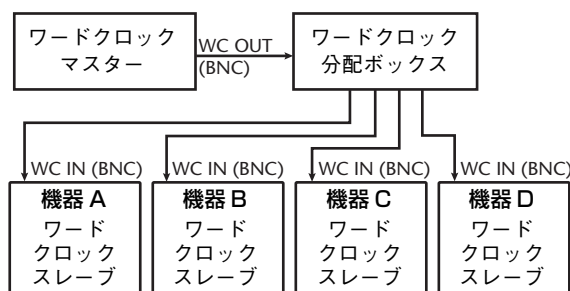 ワードクロック
マスター
WC OUT
(BNC)
ワードクロック
分配ボックス
WC IN (BNC)
WC IN (BNC)
WC IN (BNC)
WC IN (BNC)
機器 A
ワード
クロック
スレーブ
機器 B
ワード
クロック
スレーブ
機器 C
ワード
クロック
スレーブ
機器 D
ワード
クロック
スレーブ